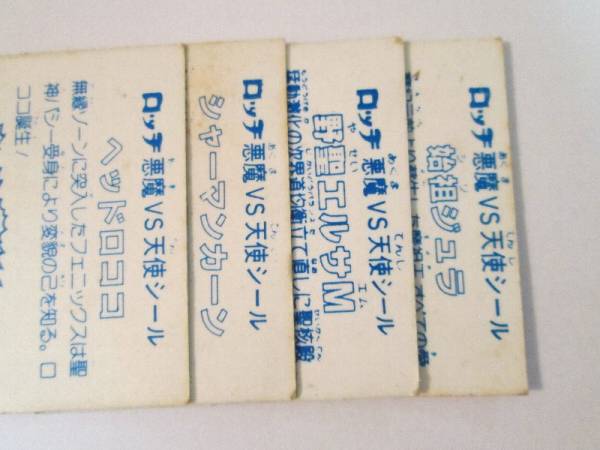 ロッチ 悪魔VS天使シール
始祖ジュラ
ロッチ 悪魔VS天使シール
野聖エルサM
ロッチ 悪魔VS天使シール
シャーマンカーン
ロッチ 悪魔VS天使シール
ヘッドロココ
無縁ゾーンに突入したフェニックスは聖
神パシー受身により変貌の己を知る。ロ
ココ誕生！